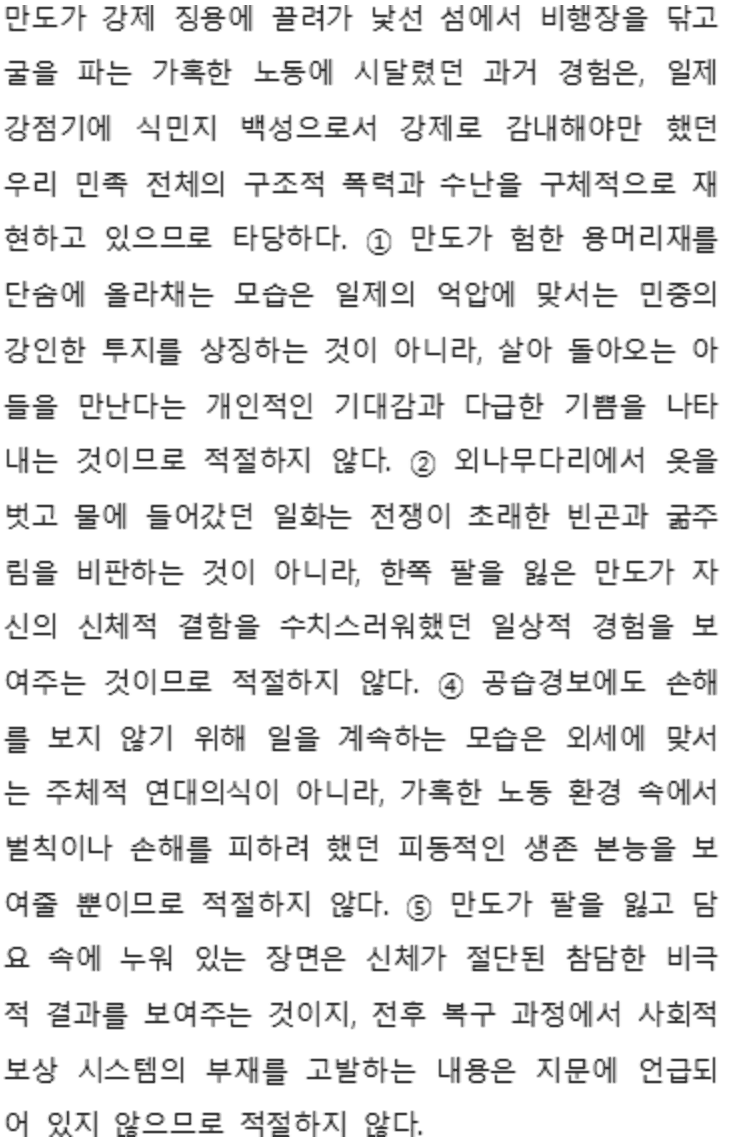 만도가 강제 징용에 끌려가 낯선 섬에서 비행장을 닦고
굴을 파는 가혹한 노동에 시달렸던 과거 경험은, 일제
강점기에 식민지 백성으로서 강제로 감내해야만 했던
우리 민족 전체의 구조적 폭력과 수난을 구체적으로 재
현하고 있으므로 타당하다. ① 만도가 험한 용머리재를
단숨에 올라채는 모습은 일제의 억압에 맞서는 민중의
강인한 투지를 상징하는 것이 아니라, 살아 돌아오는 아
들을 만난다는 개인적인 기대감과 다급한 기쁨을 나타
내는 것이므로 적절하지 않다. ② 외나무다리에서 옷을
벗고 물에 들어갔던 일화는 전쟁이 초래한 빈곤과 굶주
림을 비판하는 것이 아니라, 한쪽 팔을 잃은 만도가 자
신의 신체적 결함을 수치스러워했던 일상적 경험을 보
여주는 것이므로 적절하지 않다. ④ 공습경보에도 손해
를 보지 않기 위해 일을 계속하는 모습은 외세에 맞서
는 주체적 연대의식이 아니라, 가혹한 노동 환경 속에서
벌칙이나 손해를 피하려 했던 피동적인 생존 본능을 보
여줄 뿐이므로 적절하지 않다. ⑤ 만도가 팔을 잃고 담
요 속에 누워 있는 장면은 신체가 절단된 참담한 비극
적 결과를 보여주는 것이지, 전후 복구 과정에서 사회적
보상 시스템의 부재를 고발하는 내용은 지문에 언급되
어 있지 않으므로 적절하지 않다.